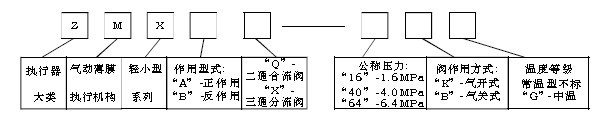 Z M X
执行器
大类
气动薄膜
执行机构
轻小型
系列
作用型式:
“A”-正作用
“B”-反作用
“Q”-
二通合流阀
“X”-
三通分流阀
公称压力:
“16”-1.6MPa
“40”-4.0MPa
“64”-6.4MPa
阀作用方式:
“K”-气开式
“B”-气关式
温度等级
常温型不标
“G”-中温